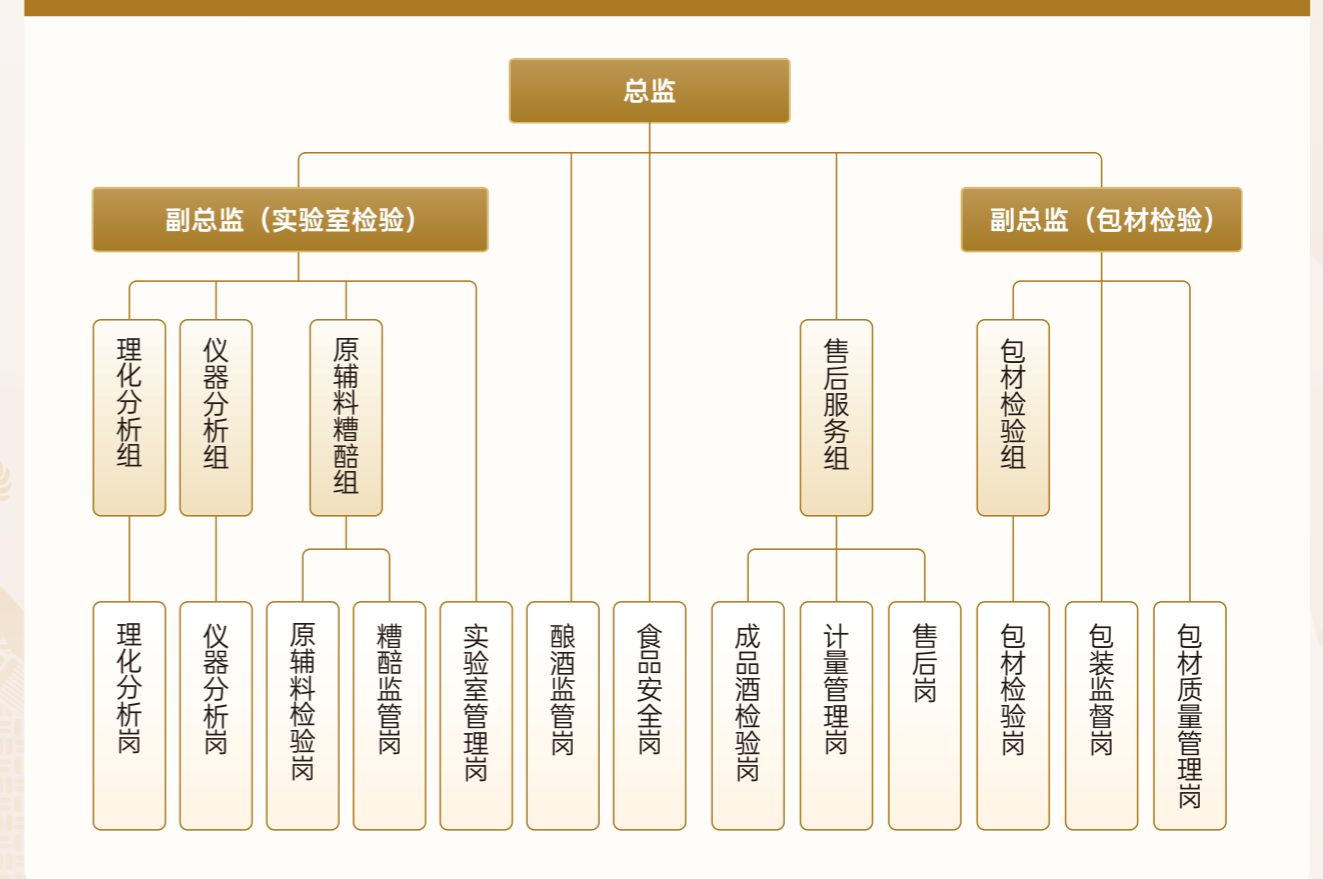 总监
副总监（实验室检验）
副总监（包材检验）
理化分析组
仪器分析组
原辅料糟醅组
售后服务组
包材检验组
理化分析岗
仪器分析岗
原辅料检验岗
糟醅监管岗
实验室管理岗
酿酒监管岗
食品安全岗
成品酒检验岗
计量管理岗
售后岗
包材检验岗
包装监督岗
包材质量管理岗